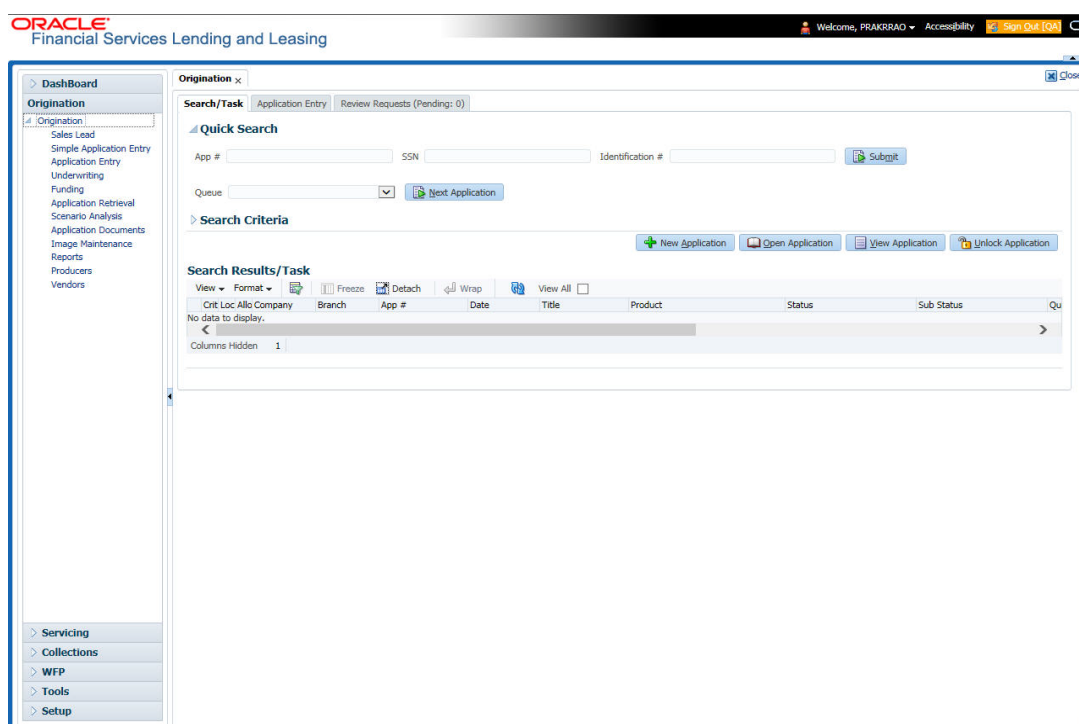 ORACLE
Financial Services Lending and Leasing
Welcome, PRAKRRAO Accessibility Sign Out [QA]
DashBoard
Origination
Origination
Sales Lead
Simple Application Entry
Application Entry
Underwriting
Funding
Application Retrieval
Scenario Analysis
Application Documents
Image Maintenance
Reports
Producers
Vendors
Servicing
Collections
WFP
Tools
Setup
Origination x
Close
Search/Task Application Entry Review Requests (Pending: 0)
Quick Search
App # SSN Identification # Submit
Queue Next Application
Search Criteria
New Application Open Application View Application Unlock Application
Search Results/Task
View Format Freeze Detach Wrap View All
Crit Loc Allo Company Branch App # Date Title Product Status Sub Status Qu
No data to display.
Columns Hidden 1